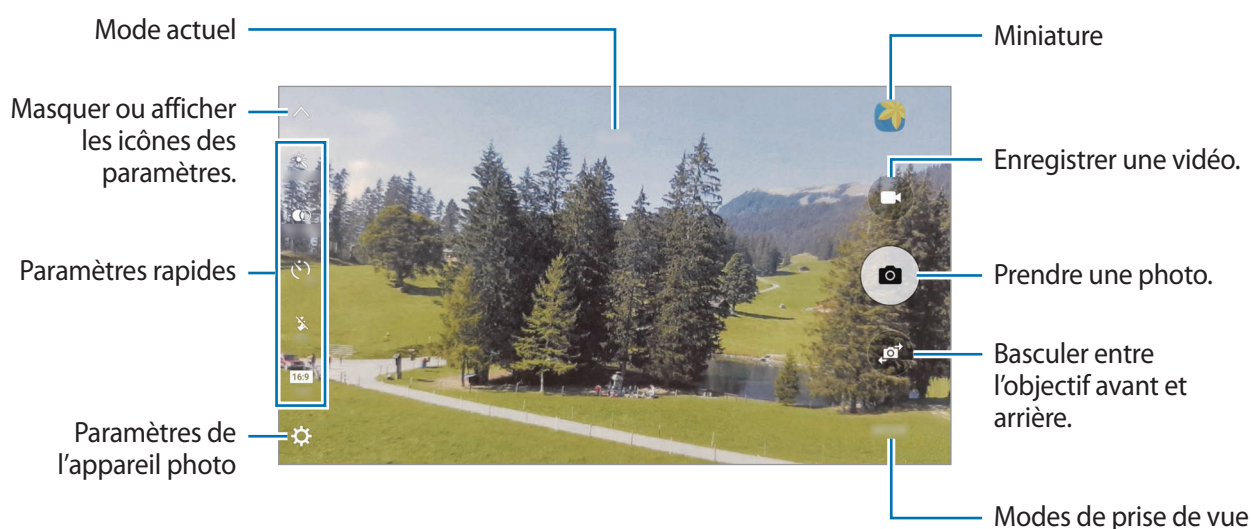 Mode actuel
Masquer ou afficher
les icônes des
paramètres.
Paramètres rapides
16:9
Paramètres de
l'appareil photo
Miniature
Enregistrer une vidéo.
Prendre une photo.
Basculer entre
l'objectif avant et
arrière.
Modes de prise de vue